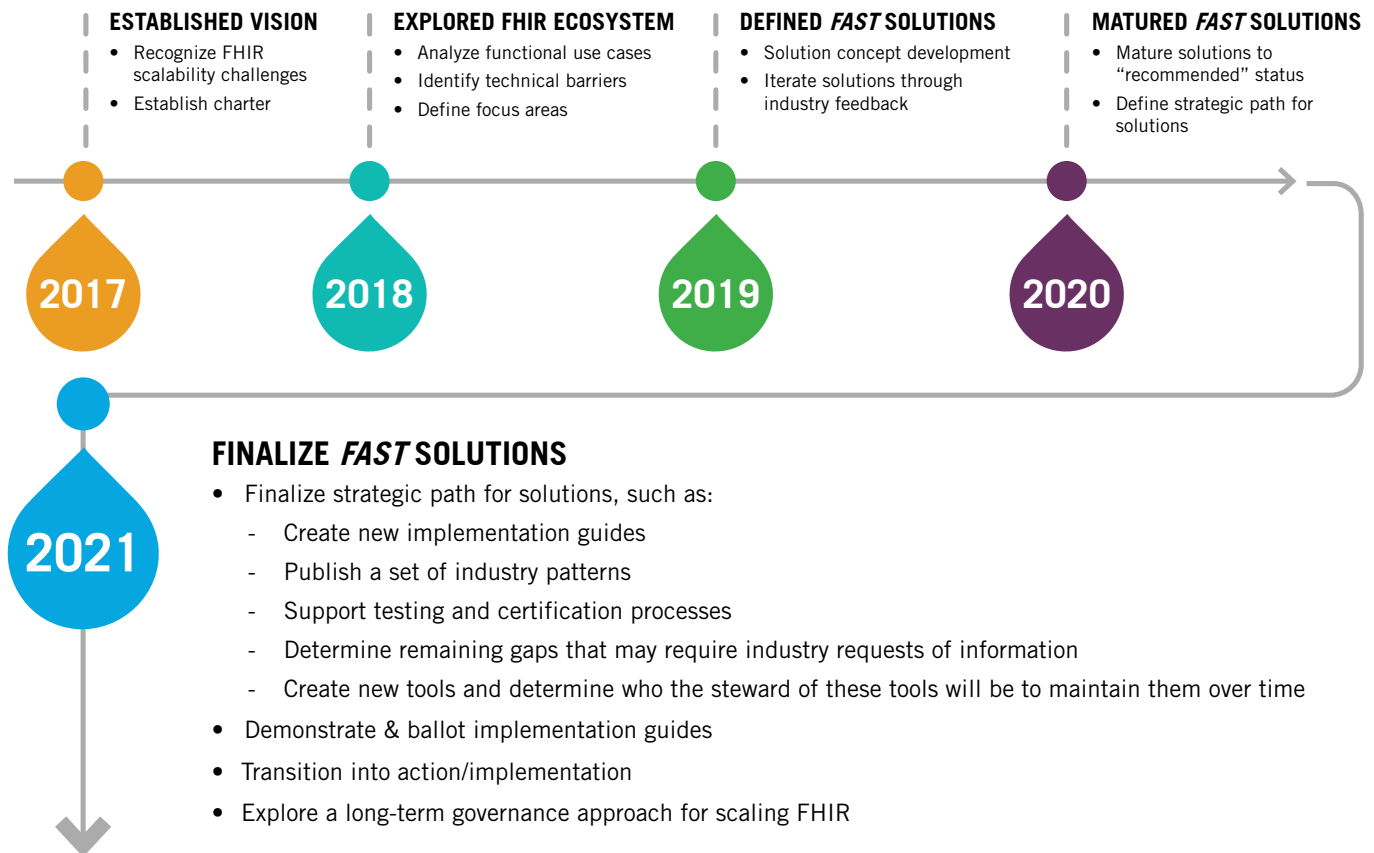 ESTABLISHED VISION
• Recognize FHIR
scalability challenges
• Establish charter
EXPLORED FHIR ECOSYSTEM
• Analyze functional use cases
• Identify technical barriers
• Define focus areas
DEFINED FAST SOLUTIONS
• Solution concept development
• Iterate solutions through
industry feedback
MATURED FAST SOLUTIONS
• Mature solutions to
“recommended” status
• Define strategic path for
solutions
2017
2018
2019
2020
2021
FINALIZE FAST SOLUTIONS
• Finalize strategic path for solutions, such as:
- Create new implementation guides
- Publish a set of industry patterns
- Support testing and certification processes
- Determine remaining gaps that may require industry requests of information
- Create new tools and determine who the steward of these tools will be to maintain them over time
• Demonstrate & ballot implementation guides
• Transition into action/implementation
• Explore a long-term governance approach for scaling FHIR